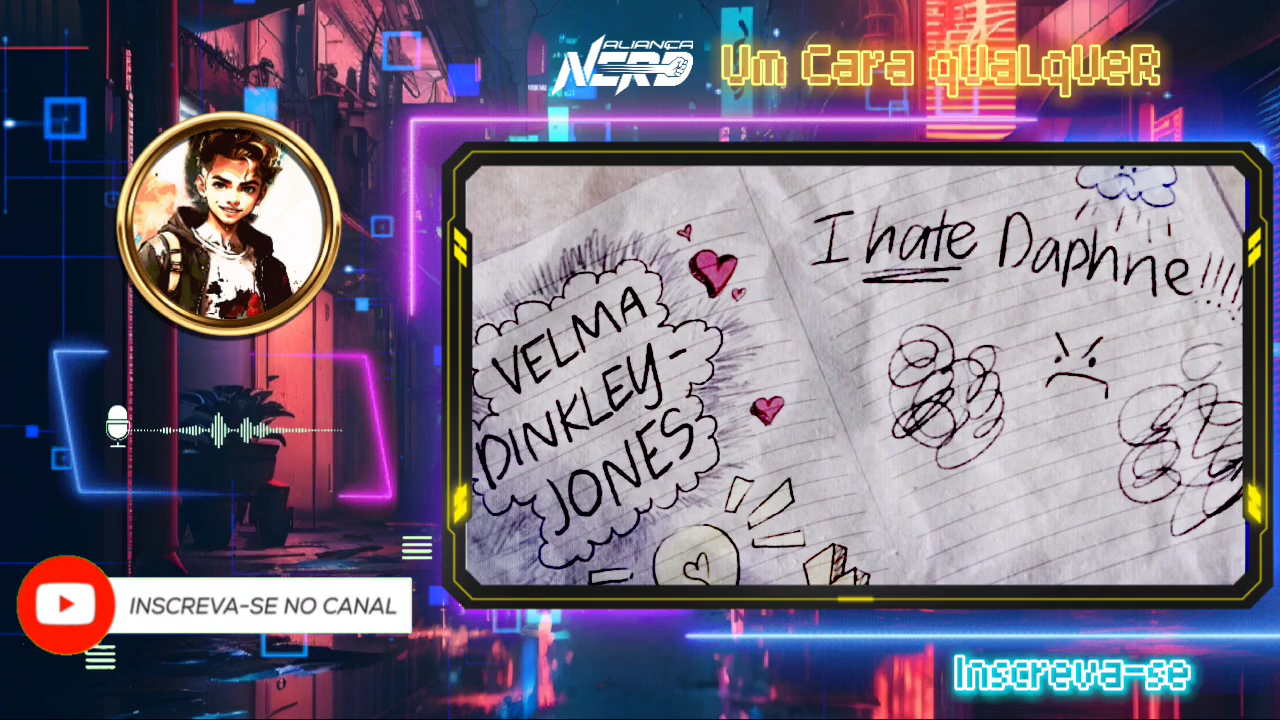 ALIANÇA
NERD
Um Cara qUaLqUeR
VELMA
DINKLEY-
JONES
I hate Daphne!!!!
INSCREVA-SE NO CANAL
Inscreva-se